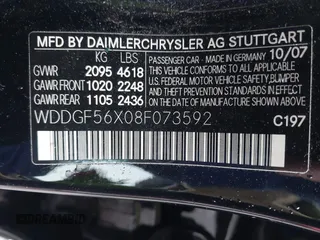 MFD BY DAIMLERCHRYSLER AG STUTTGART
KG LBS PASSENGER CAR - MADE IN GERMANY 10/07
GVWR 2095 4618
GAWR FRONT 1020 2248
GAWR REAR 1105 2436
THIS VEHICLE CONFORMS TO ALL APPLICABLE U.S. FEDERAL MOTOR VEHICLE SAFETY, BUMPER, AND THEFT PREVENTION STANDARDS IN EFFECT ON THE DATE OF MANUFACTURE SHOWN ABOVE.
WDDGF56X08F073592
C197
DREAMBID